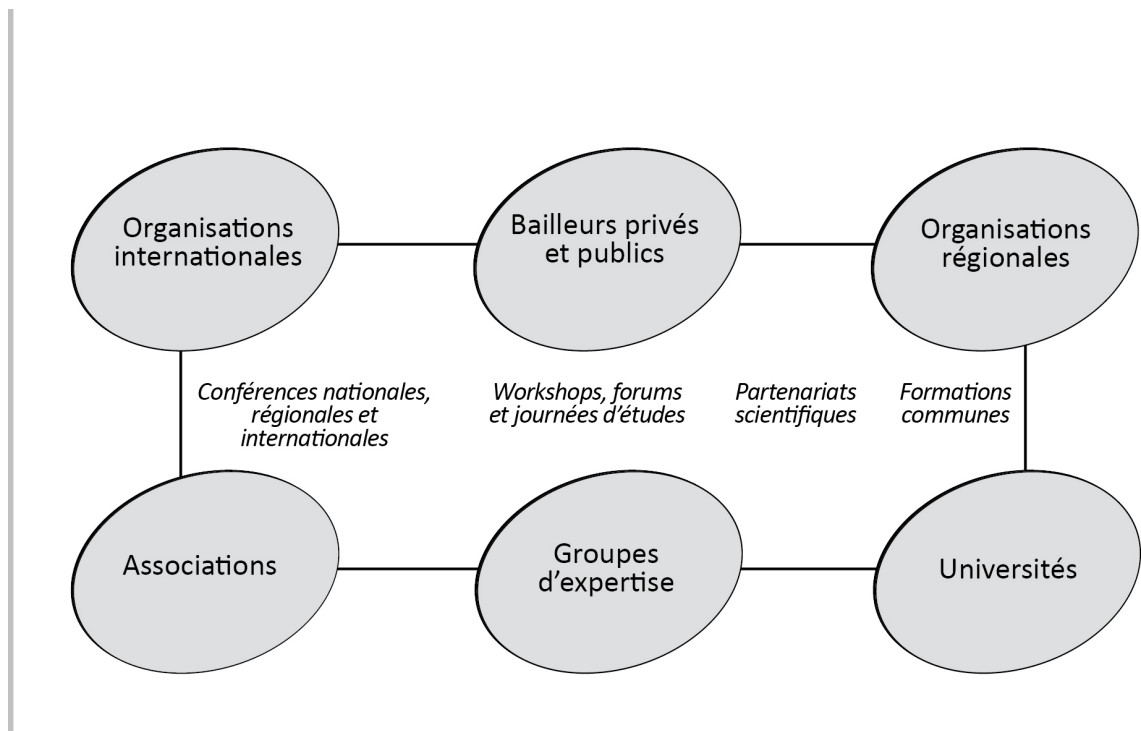 Organisations
internationales
Bailleurs privés
et publics
Organisations
régionales
Conférences nationales,
régionales et
internationales
Workshops, forums
et journées d’études
Partenariats
scientifiques
Formations
communes
Associations
Groupes
d’expertise
Universités